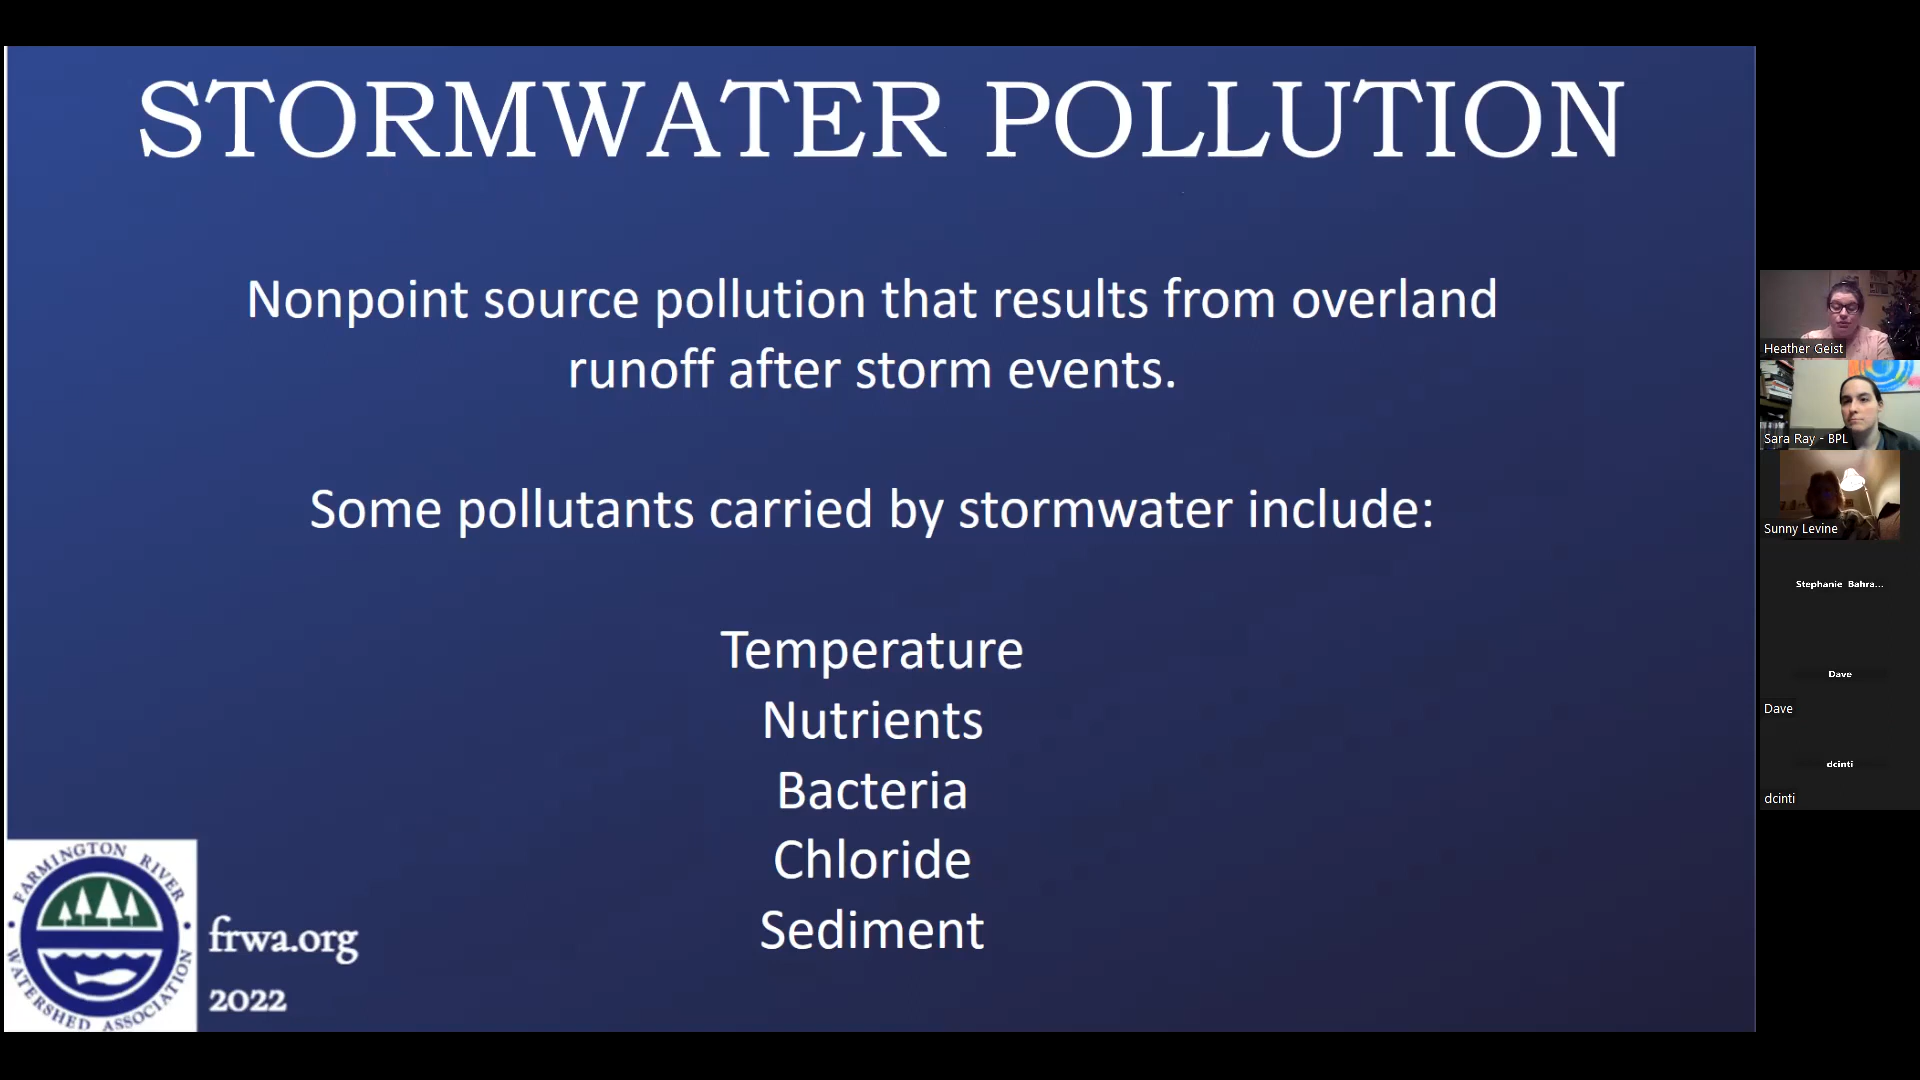 STORMWATER POLLUTION
Nonpoint source pollution that results from overland
runoff after storm events.
Some pollutants carried by stormwater include:
Temperature
Nutrients
Bacteria
Chloride
Sediment
FARMINGTON RIVER
WATERSHED ASSOCIATION
frwa.org
2022
Heather Geist
Sara Ray - BPL
Sunny Levine
Stephanie Bahra...
Dave
Dave
dcinti
dcinti